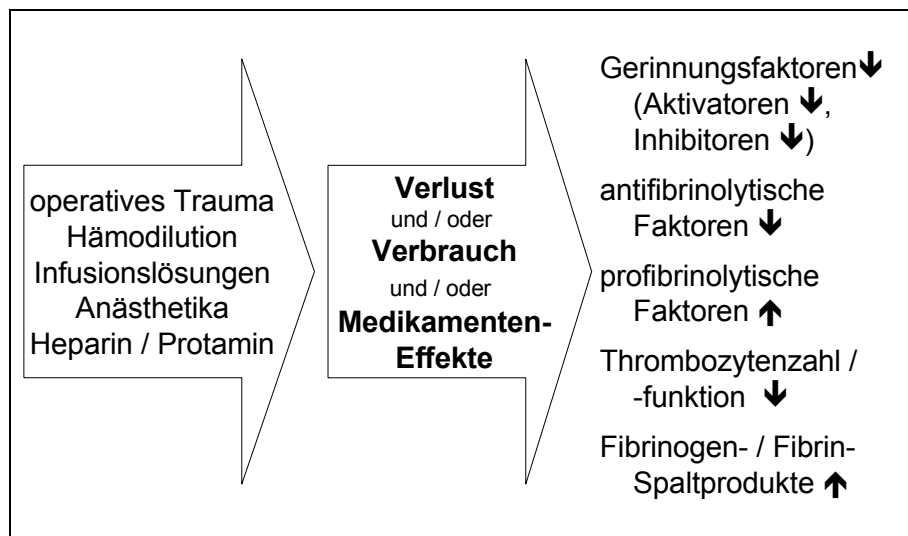 operatives Trauma
Hämodilution
Infusionslösungen
Anästhetika
Heparin / Protamin
Verlust
und / oder
Verbrauch
und / oder
Medikamenten-
Effekte
Gerinnungsfaktoren🡻
(Aktivatoren 🡻,
Inhibitoren 🡻)
antifibrinolytische
Faktoren 🡻
profibrinolytische
Faktoren 🡹
Thrombozytenzahl /
-funktion 🡻
Fibrinogen- / Fibrin-
Spaltprodukte 🡹